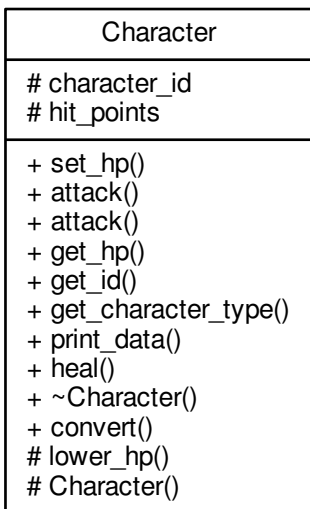 Character
# character_id
# hit_points
+ set_hp()
+ attack()
+ attack()
+ get_hp()
+ get_id()
+ get_character_type()
+ print_data()
+ heal()
+ ~Character()
+ convert()
# lower_hp()
# Character()